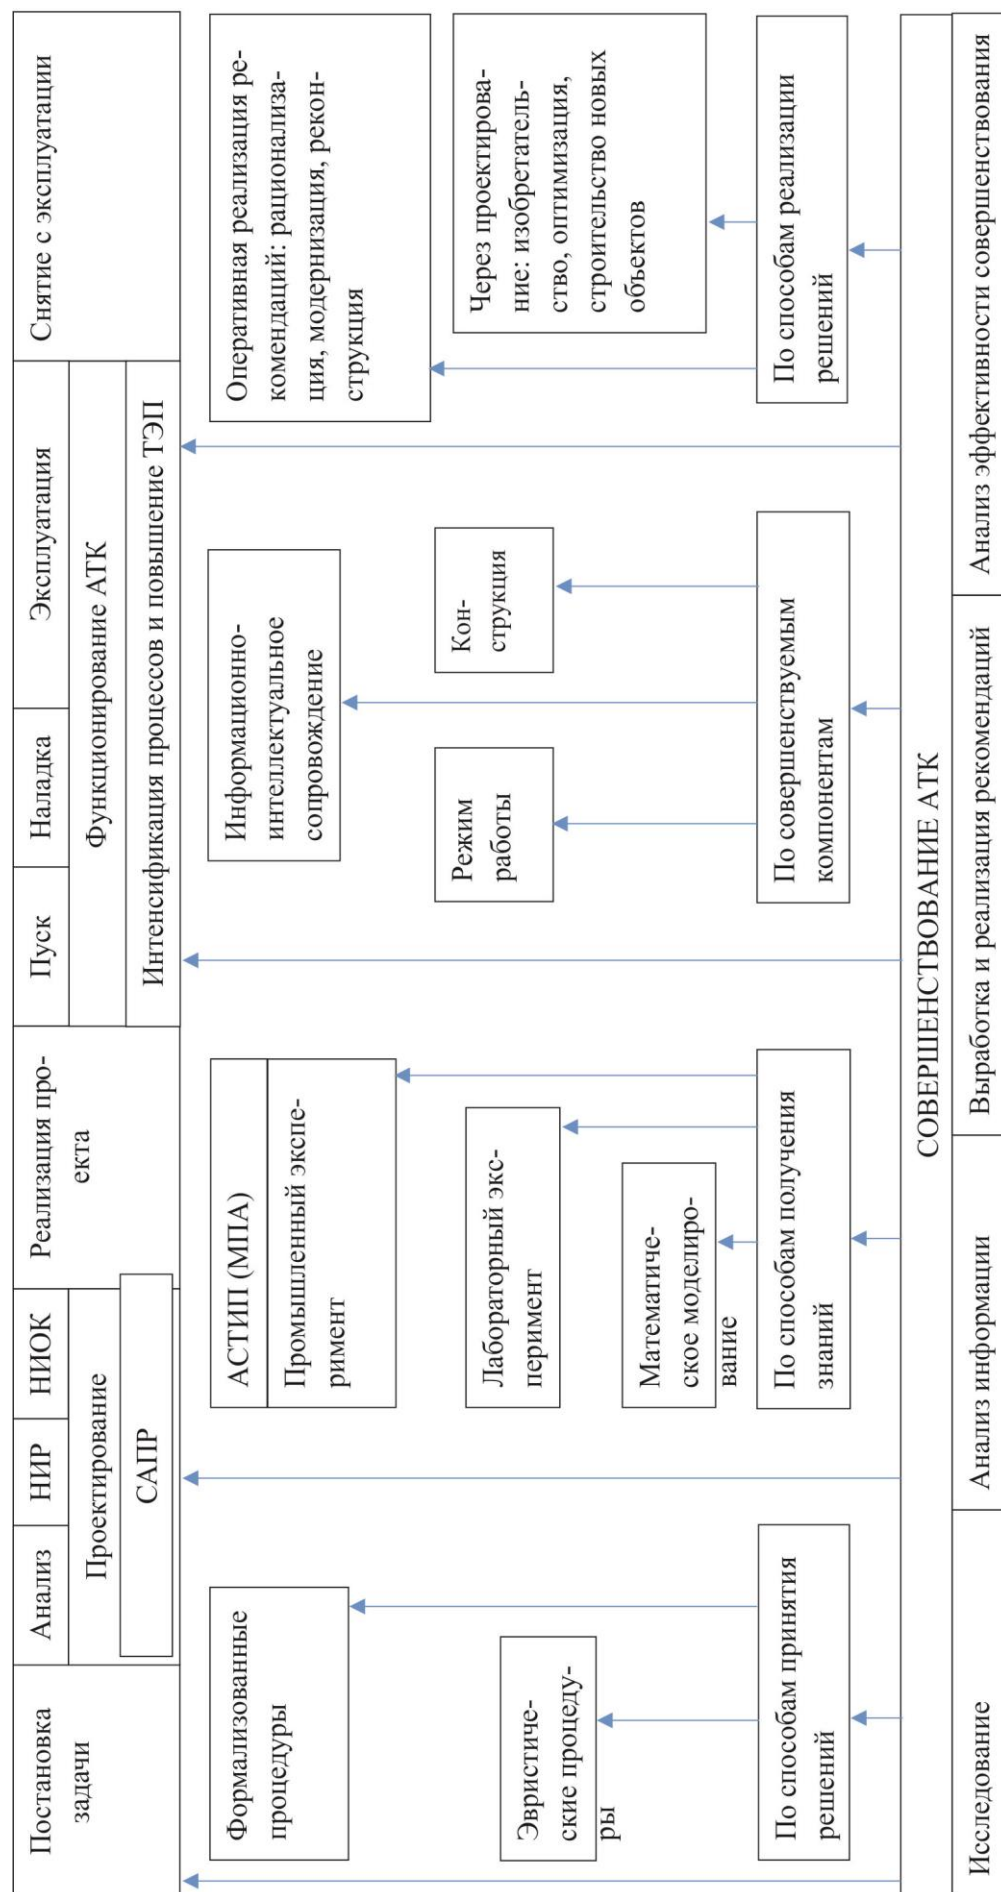 Постановка
задачи
Анализ
НИР
НИОК
Проектирование
САПР
Реализация про-
екта
Пуск
Наладка
Эксплуатация
Функционирование АТК
Интенсификация процессов и повышение ТЭП
Снятие с эксплуатации
Формализованные
процедуры
Эвристиче-
ские процеду-
ры
По способам принятия
решений
АСТИП (МПА)
Промышленный экспе-
римент
Лабораторный экс-
перимент
Математиче-
ское моделиро-
вание
По способам получения
знаний
Информационно-
интеллектуальное
сопровождение
Режим
работы
Кон-
струкция
По совершенствуемым
компонентам
Оперативная реализация ре-
комендаций: рационализа-
ция, модернизация, рекон-
струкция
Через проектирова-
ние: изобретатель-
ство, оптимизация,
строительство новых
объектов
По способам реализации
решений
СОВЕРШЕНСТВОВАНИЕ АТК
Исследование
Анализ информации
Выработка и реализация рекомендаций
Анализ эффективности совершенствования